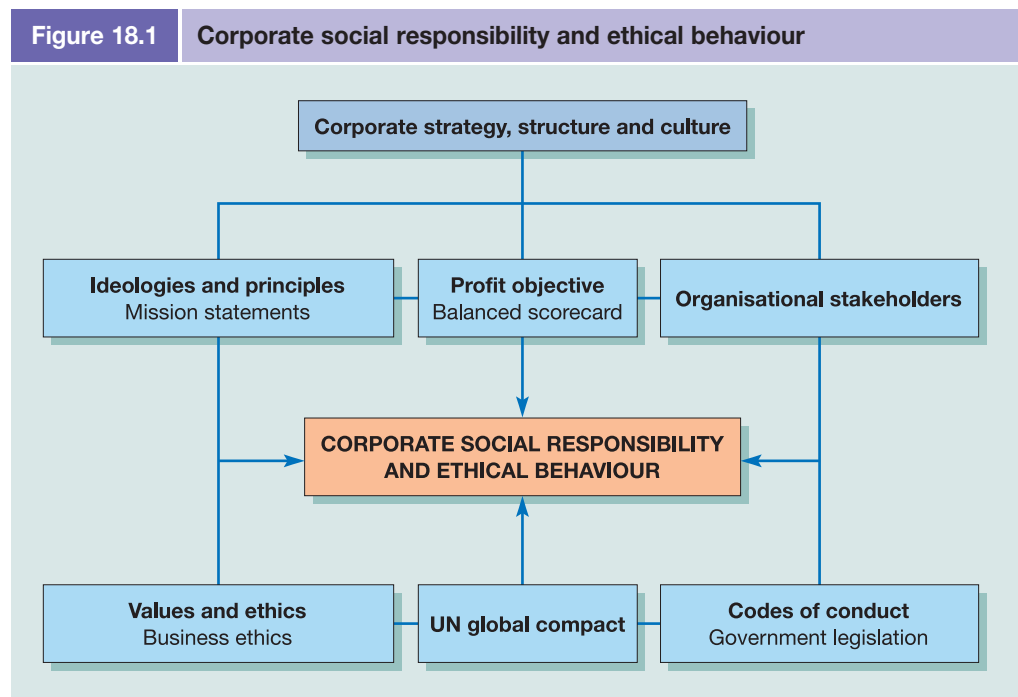 Figure 18.1
Corporate social responsibility and ethical behaviour
Corporate strategy, structure and culture
Ideologies and principles
Mission statements
Profit objective
Balanced scorecard
Organisational stakeholders
CORPORATE SOCIAL RESPONSIBILITY
AND ETHICAL BEHAVIOUR
Values and ethics
Business ethics
UN global compact
Codes of conduct
Government legislation